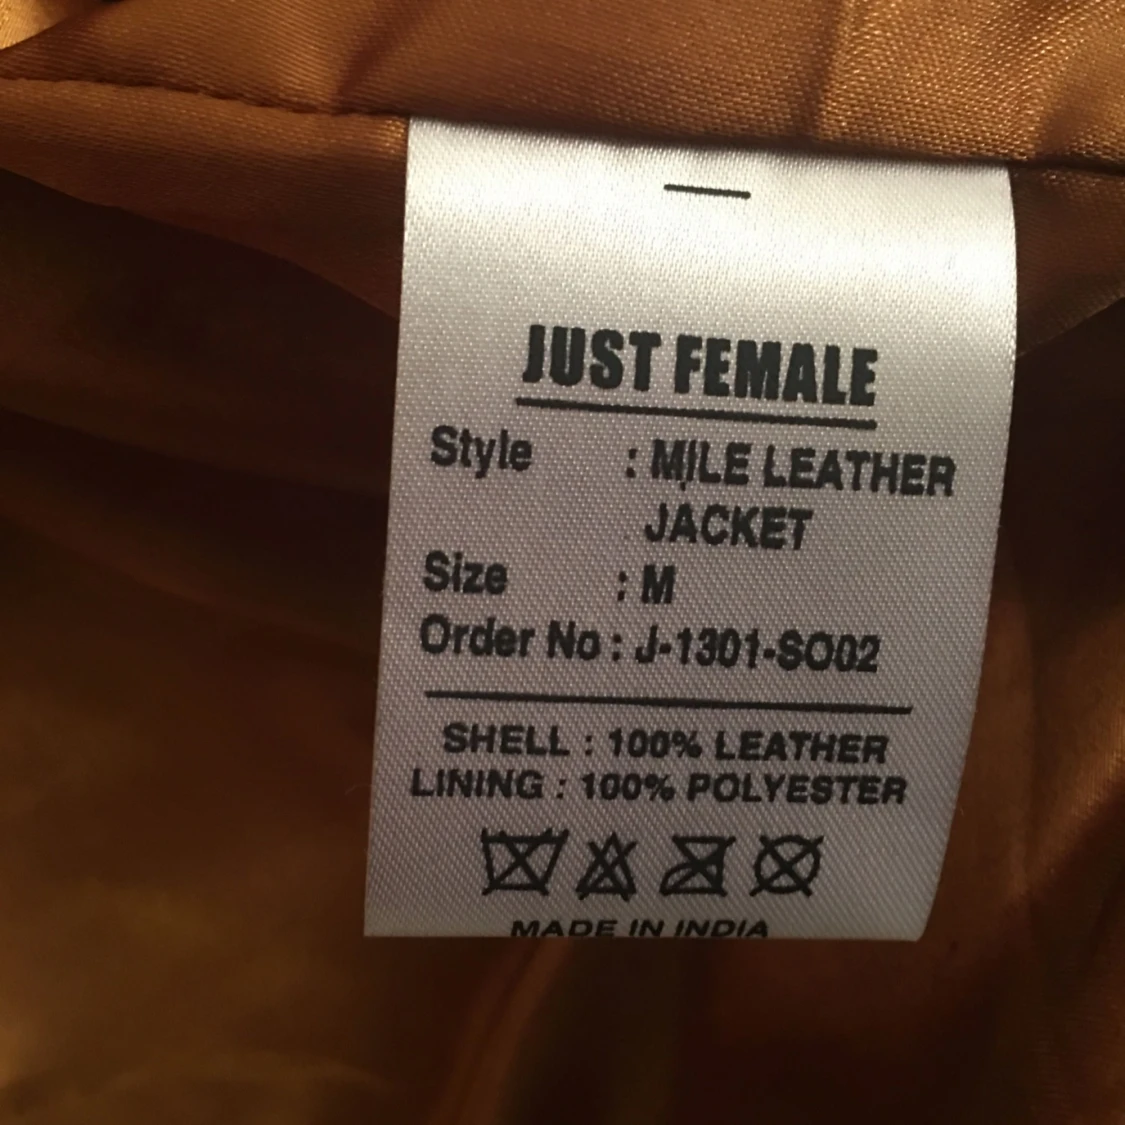 JUST FEMALE
Style : MILE LEATHER
JACKET
Size : M
Order No : J-1301-SO02
SHELL : 100% LEATHER
LINING : 100% POLYESTER
MADE IN INDIA